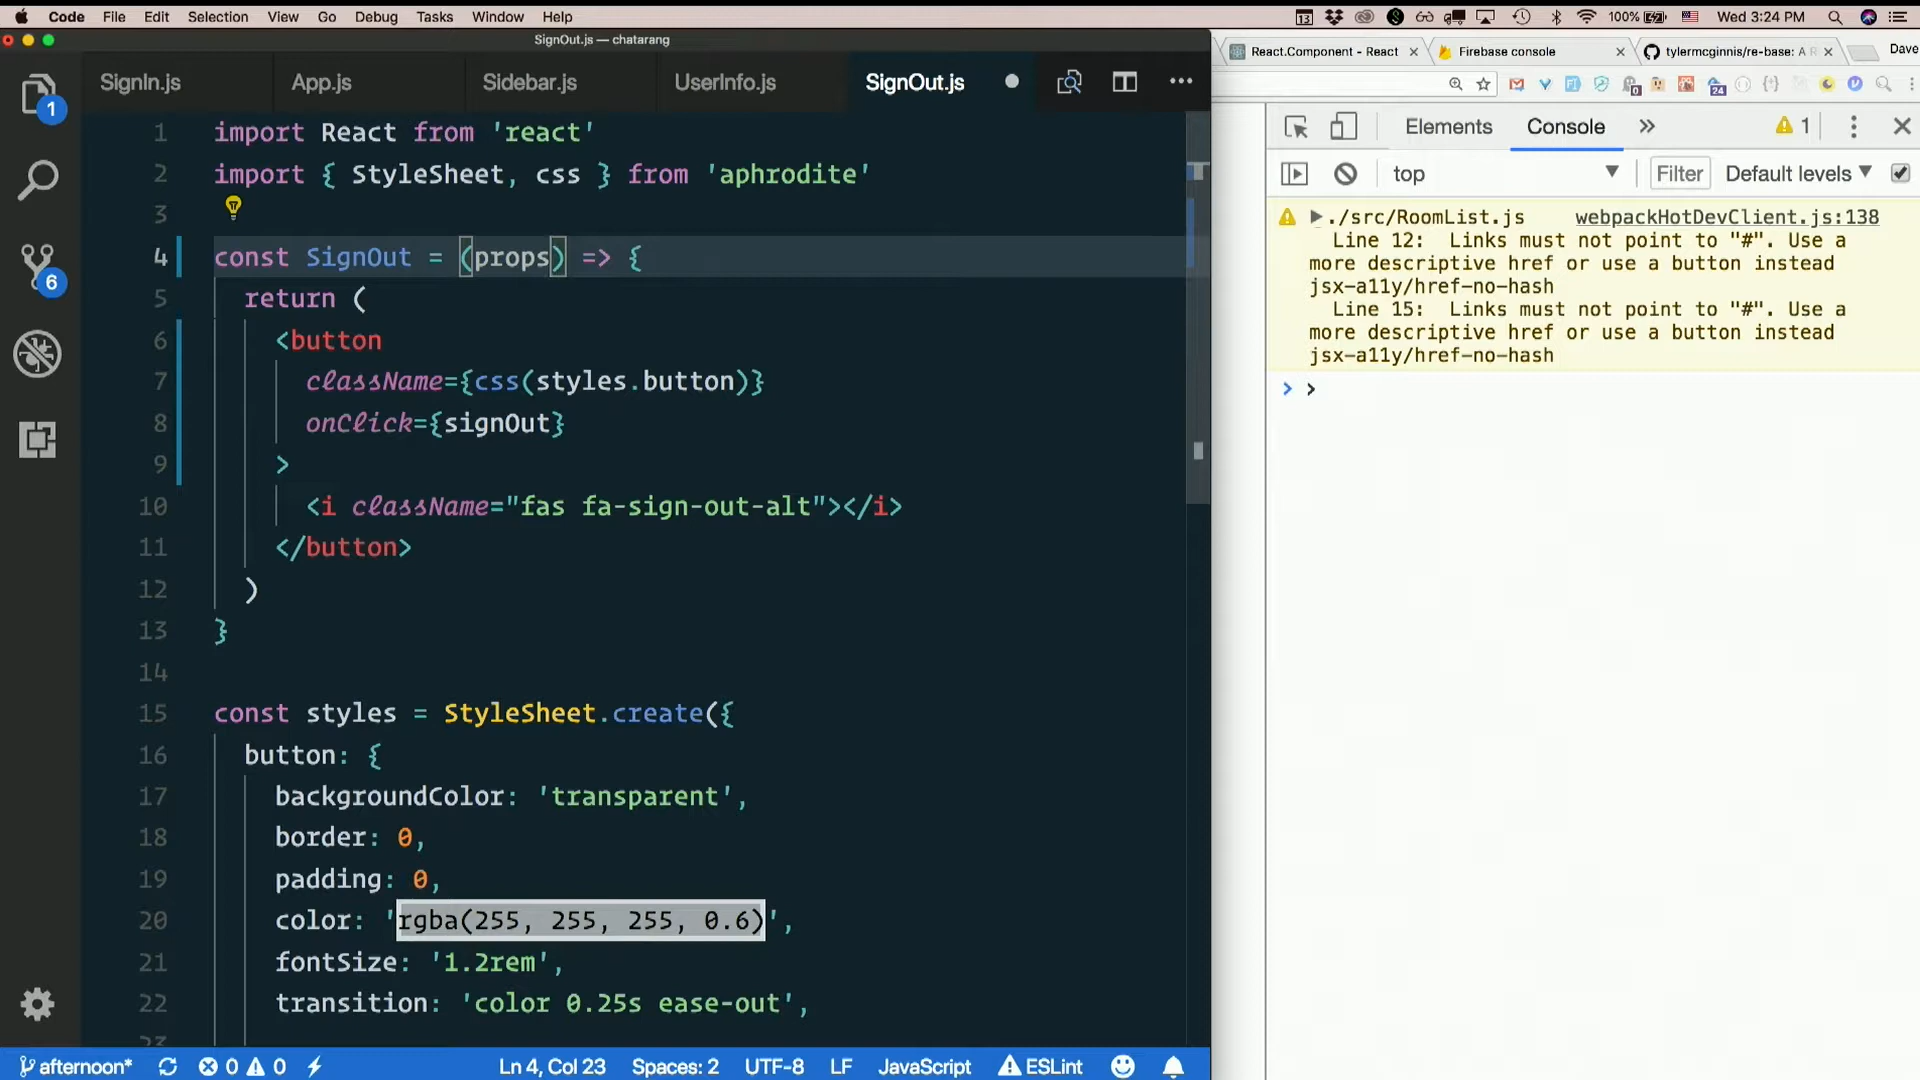 Code File Edit Selection View Go Debug Tasks Window Help
13 100% Wed 3:24 PM
SignOut.js — chatarang
React.Component - React Firebase console tylermcginnis/re-base: A R Dave
SignIn.js App.js Sidebar.js UserInfo.js SignOut.js
0 24
1 6
Elements Console 1
top Filter Default levels
1 import React from 'react'
2 import { StyleSheet, css } from 'aphrodite'
3
4 const SignOut = (props) => {
5 return (
6 <button
7 className={css(styles.button)}
8 onClick={signOut}
9 >
10 <i className="fas fa-sign-out-alt"></i>
11 </button>
12 )
13 }
14
15 const styles = StyleSheet.create({
16 button: {
17 backgroundColor: 'transparent',
18 border: 0,
19 padding: 0,
20 color: 'rgba(255, 255, 255, 0.6)',
21 fontSize: '1.2rem',
22 transition: 'color 0.25s ease-out',
./src/RoomList.js webpackHotDevClient.js:138
Line 12: Links must not point to "#". Use a
more descriptive href or use a button instead
jsx-a11y/href-no-hash
Line 15: Links must not point to "#". Use a
more descriptive href or use a button instead
jsx-a11y/href-no-hash
> >
afternoon* 0 0 Ln 4, Col 23 Spaces: 2 UTF-8 LF JavaScript ESLint